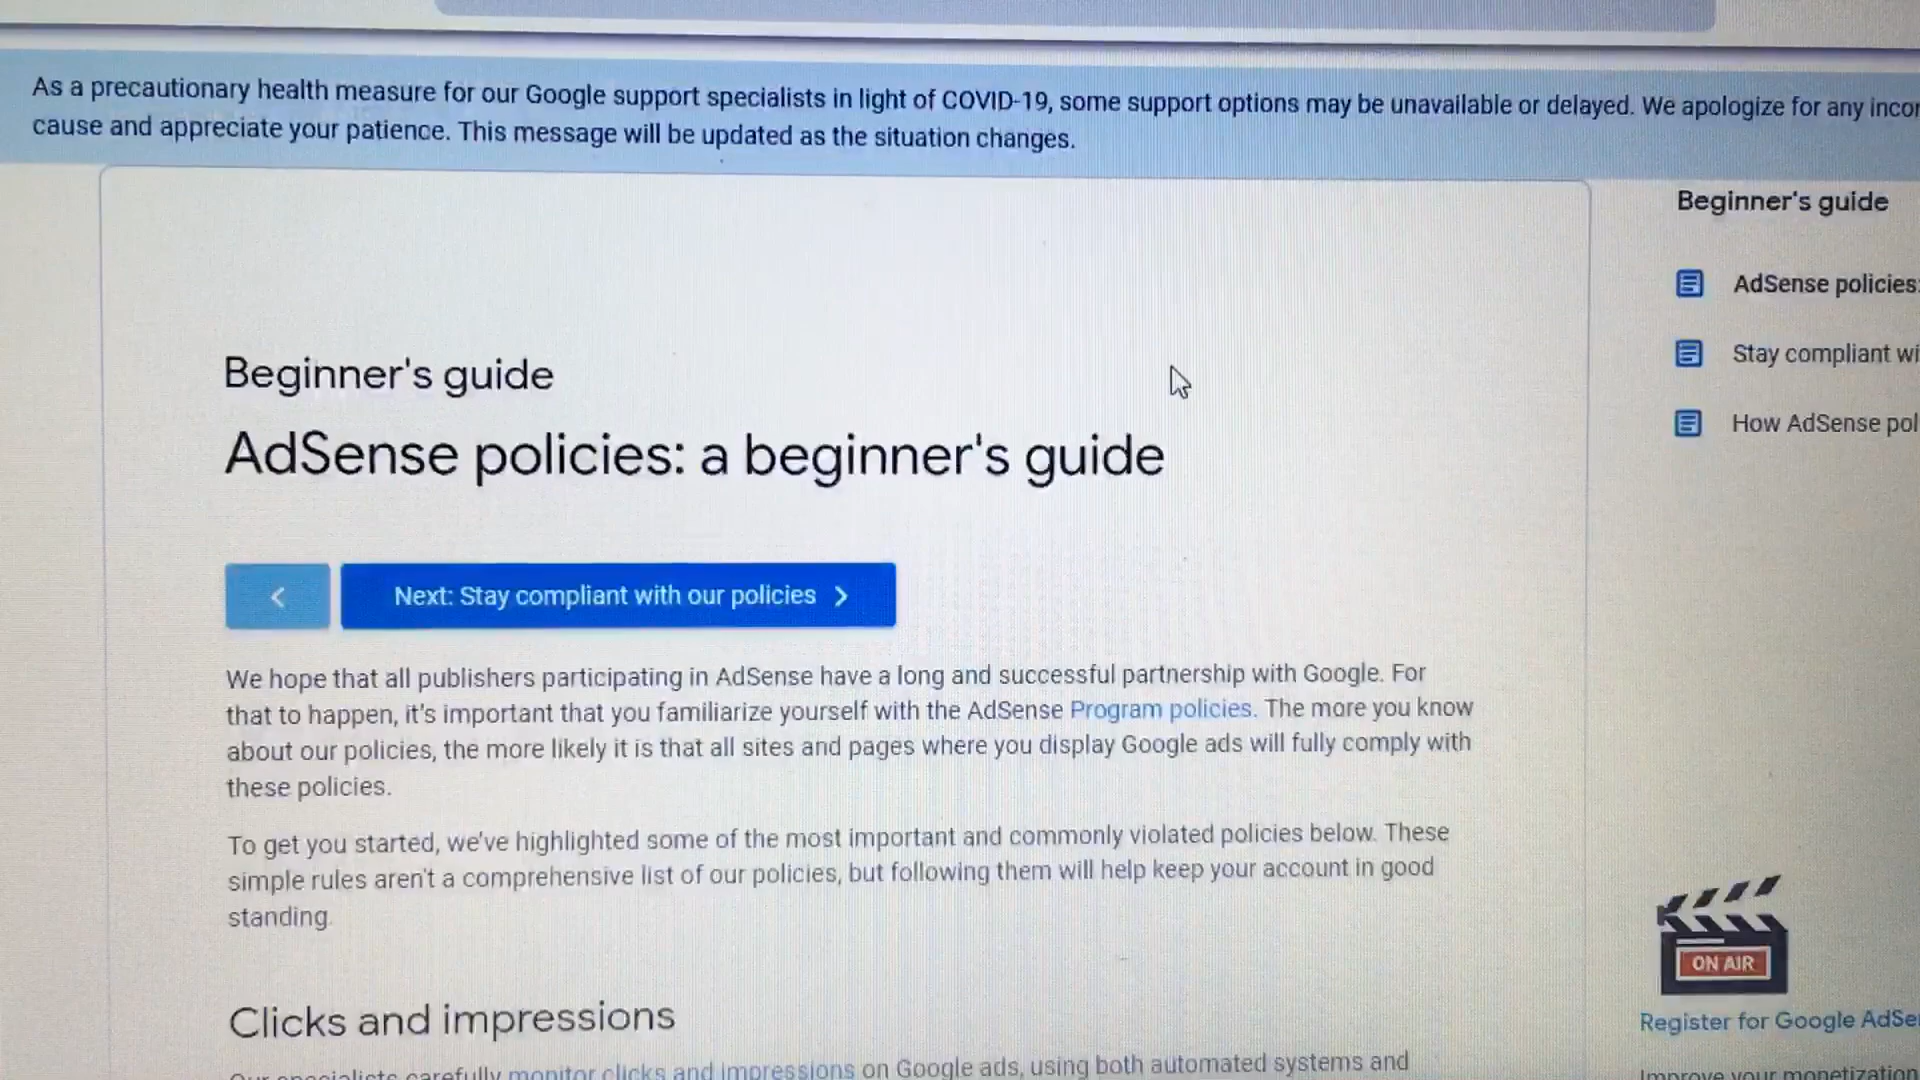 As a precautionary health measure for our Google support specialists in light of COVID-19, some support options may be unavailable or delayed. We apologize for any
cause and appreciate your patience. This message will be updated as the situation changes.
Beginner's guide
AdSense policies: a beginner's guide
Next: Stay compliant with our policies
We hope that all publishers participating in AdSense have a long and successful partnership with Google. For
that to happen, it's important that you familiarize yourself with the AdSense Program policies. The more you know
about our policies, the more likely it is that all sites and pages where you display Google ads will fully comply with
these policies.
To get you started, we've highlighted some of the most important and commonly violated policies below. These
simple rules aren't a comprehensive list of our policies, but following them will help keep your account in good
standing.
Clicks and impressions
Our specialists carefully monitor clicks and impressions on Google ads, using both automated systems and
Beginner's guide
AdSense policies:
Stay compliant
How AdSense
ON AIR
Register for Google
Improve your monetization